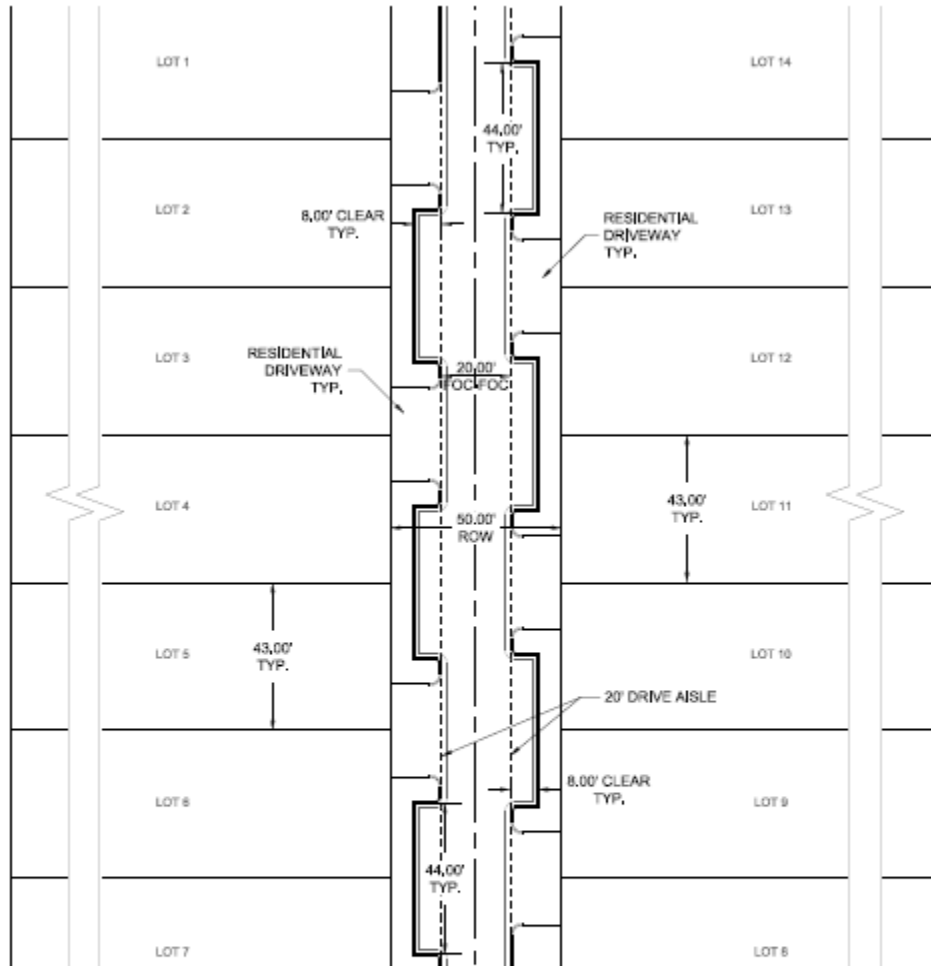 LOT 1
LOT 14
44.00'
TYP.
LOT 2
8.00' CLEAR
TYP.
LOT 13
RESIDENTIAL
DRIVEWAY
TYP.
LOT 3
RESIDENTIAL
DRIVEWAY
TYP.
20.00'
FOC-FOC
LOT 12
LOT 4
50.00'
ROW
43.00'
TYP.
LOT 11
LOT 5
43.00'
TYP.
LOT 10
20' DRIVE AISLE
LOT 6
8.00' CLEAR
TYP.
LOT 9
44.00'
TYP.
LOT 7
LOT 8